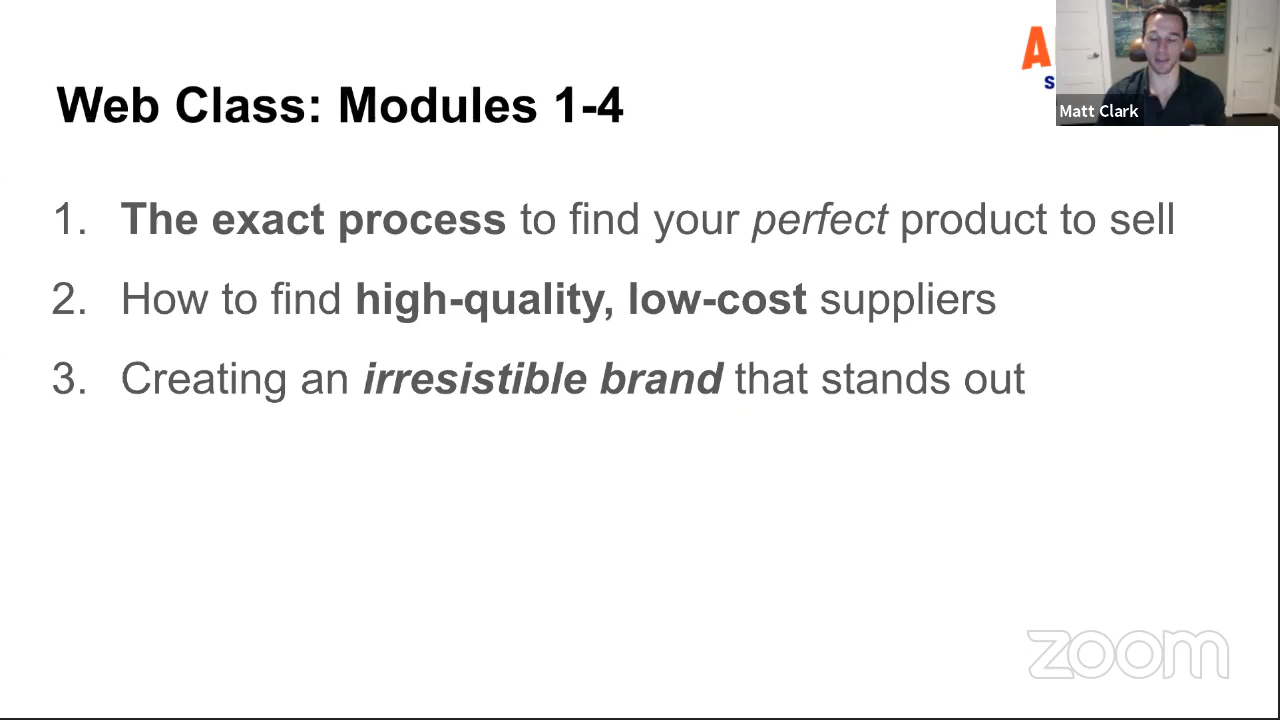 Web Class: Modules 1-4
Matt Clark
1. The exact process to find your perfect product to sell
2. How to find high-quality, low-cost suppliers
3. Creating an irresistible brand that stands out
zoom